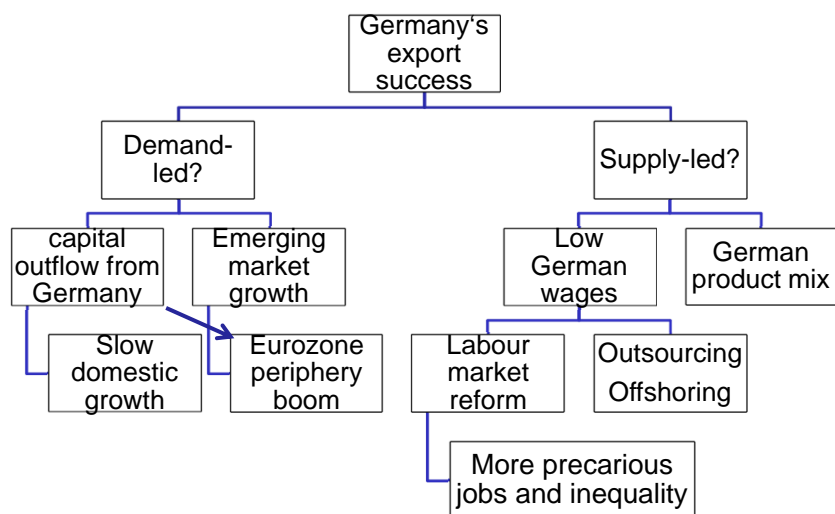 Germany‘s
export
success
Demand-
led?
Supply-led?
capital
outflow from
Germany
Emerging
market
growth
Low
German
wages
German
product mix
Slow
domestic
growth
Eurozone
periphery
boom
Labour
market
reform
Outsourcing
Offshoring
More precarious
jobs and inequality